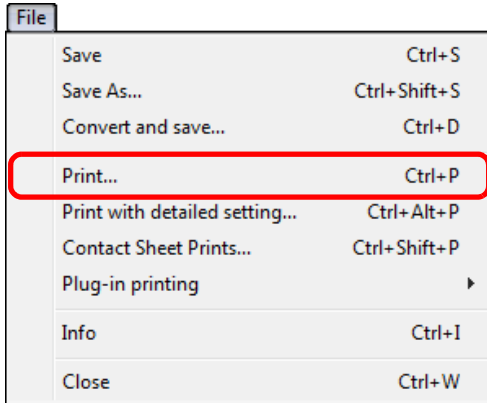 File
Save Ctrl+S
Save As... Ctrl+Shift+S
Convert and save... Ctrl+D
Print... Ctrl+P
Print with detailed setting... Ctrl+Alt+P
Contact Sheet Prints... Ctrl+Shift+P
Plug-in printing
Info Ctrl+I
Close Ctrl+W